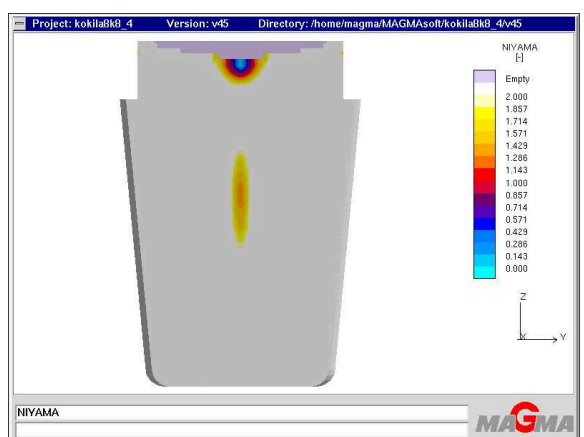 Project: kokila8k8_4 Version: v45 Directory: /home/magma/MAGMAsoft/kokila8k8_4/v45
NIYAMA
[-]
Empty
2.000
1.857
1.714
1.571
1.429
1.286
1.143
1.000
0.857
0.714
0.571
0.429
0.286
0.143
0.000
Z
X
Y
NIYAMA
MAGMA